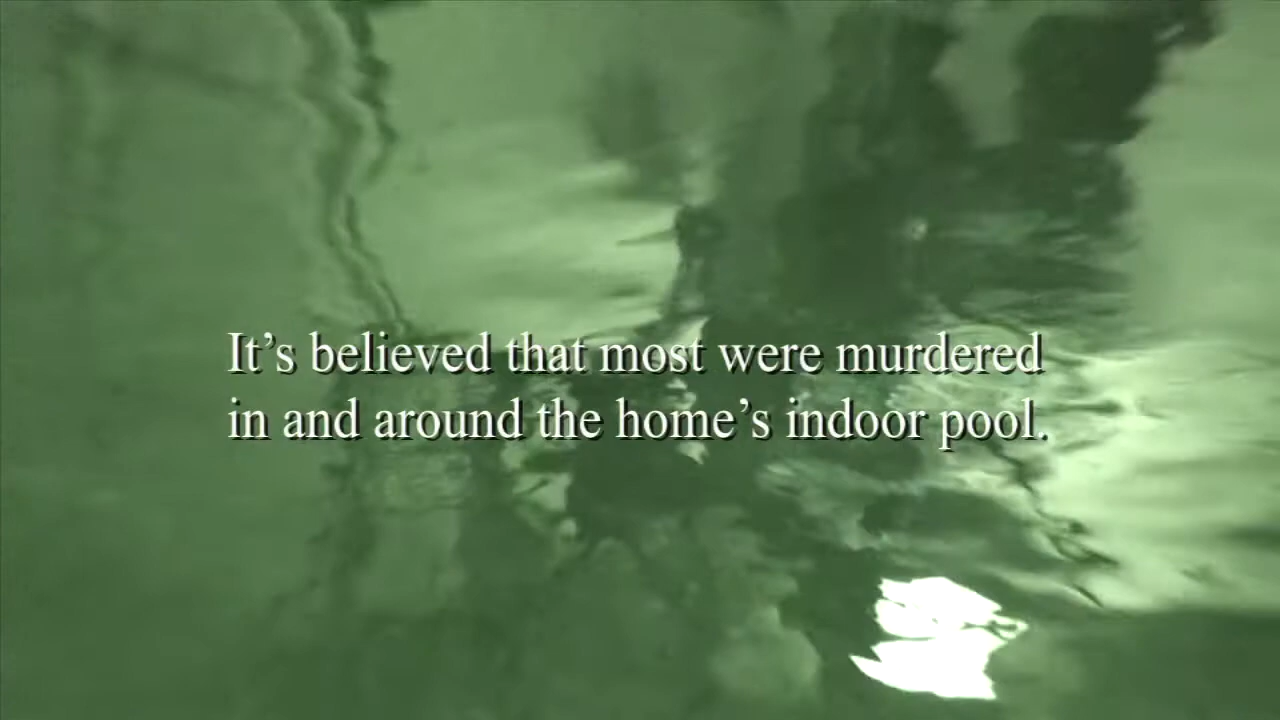 It’s believed that most were murdered
in and around the home’s indoor pool.